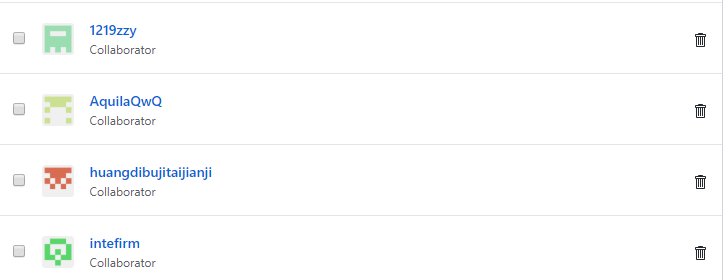 1219zzy
Collaborator
AquilaQwQ
Collaborator
huangdibujitaijianji
Collaborator
intefirm
Collaborator